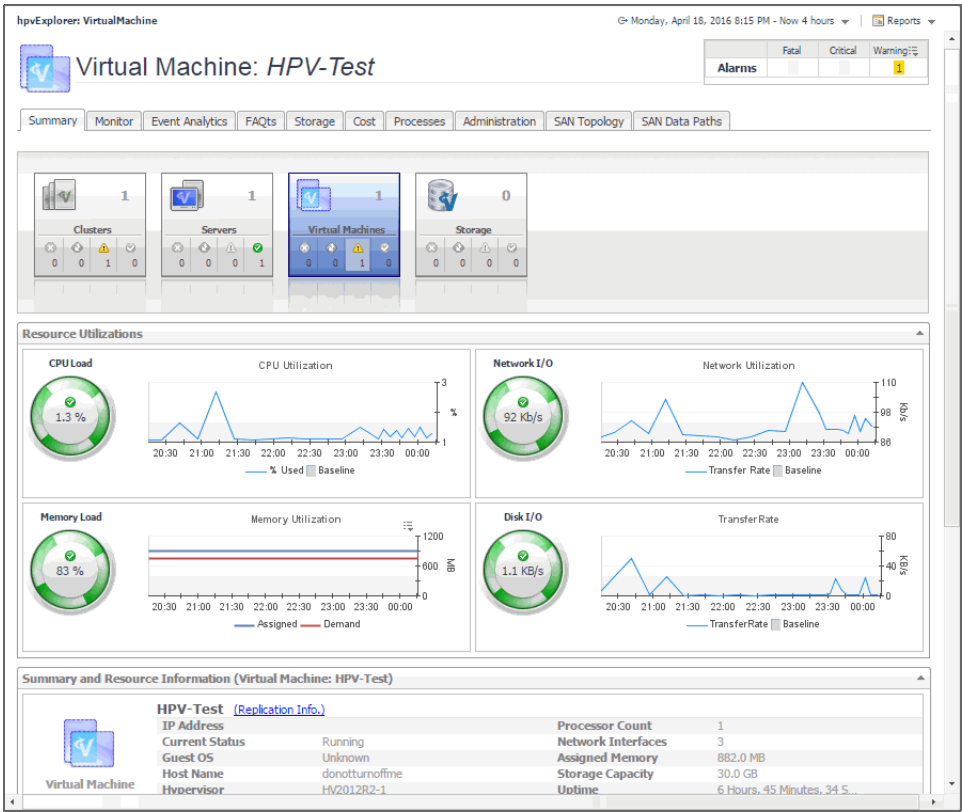 hpvExplorer: VirtualMachine
Monday, April 18, 2016 8:15 PM - Now 4 hours
Reports
Virtual Machine: HPV-Test
Fatal Critical Warning
Alarms 1
Summary Monitor Event Analytics FAQts Storage Cost Processes Administration SAN Topology SAN Data Paths
1 1 1 0
Clusters Servers Virtual Machines Storage
0 0 1 0 0 0 0 1 0 0 1 0 0 0 0 0
Resource Utilizations
CPU Load
CPU Utilization
1.3 %
3
%
1
20:30 21:00 21:30 22:00 22:30 23:00 23:30 00:00
% Used Baseline
Network I/O
Network Utilization
92 Kb/s
110
98
86
Kb/s
20:30 21:00 21:30 22:00 22:30 23:00 23:30 00:00
Transfer Rate Baseline
Memory Load
Memory Utilization
83 %
1200
600
0
MB
20:30 21:00 21:30 22:00 22:30 23:00 23:30 00:00
Assigned Demand
Disk I/O
TransferRate
1.1 KB/s
80
40
0
KB/s
20:30 21:00 21:30 22:00 22:30 23:00 23:30 00:00
TransferRate Baseline
Summary and Resource Information (Virtual Machine: HPV-Test)
Virtual Machine
HPV-Test (Replication Info.)
IP Address Processor Count 1
Current Status Running Network Interfaces 3
Guest OS Unknown Assigned Memory 882.0 MB
Host Name donotturnoffme Storage Capacity 30.0 GB
Hypervisor HV2012R2-1 Uptime 6 Hours, 45 Minutes, 34 S...